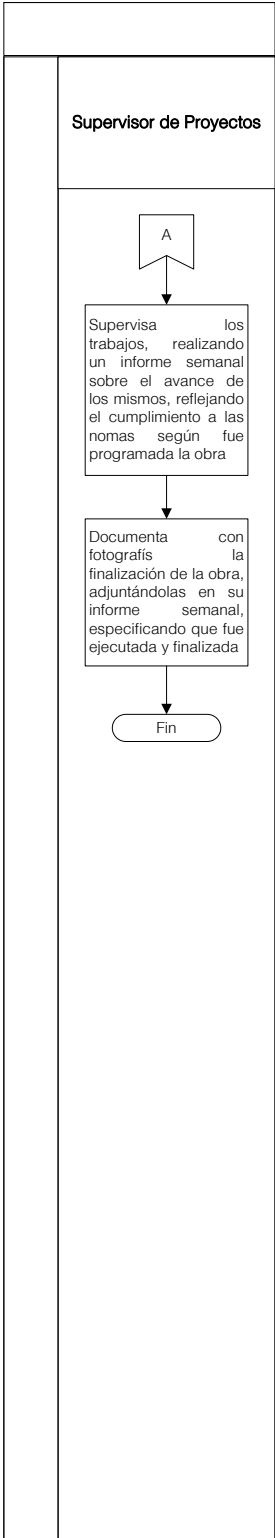 Supervisor de Proyectos
A
Supervisa los
trabajos, realizando
un informe semanal
sobre el avance de
los mismos, reflejando
el cumplimiento a las
nomas según fue
programada la obra
Documenta con
fotografís la
finalización de la obra,
adjuntándolas en su
informe semanal,
especificando que fue
ejecutada y finalizada
Fin